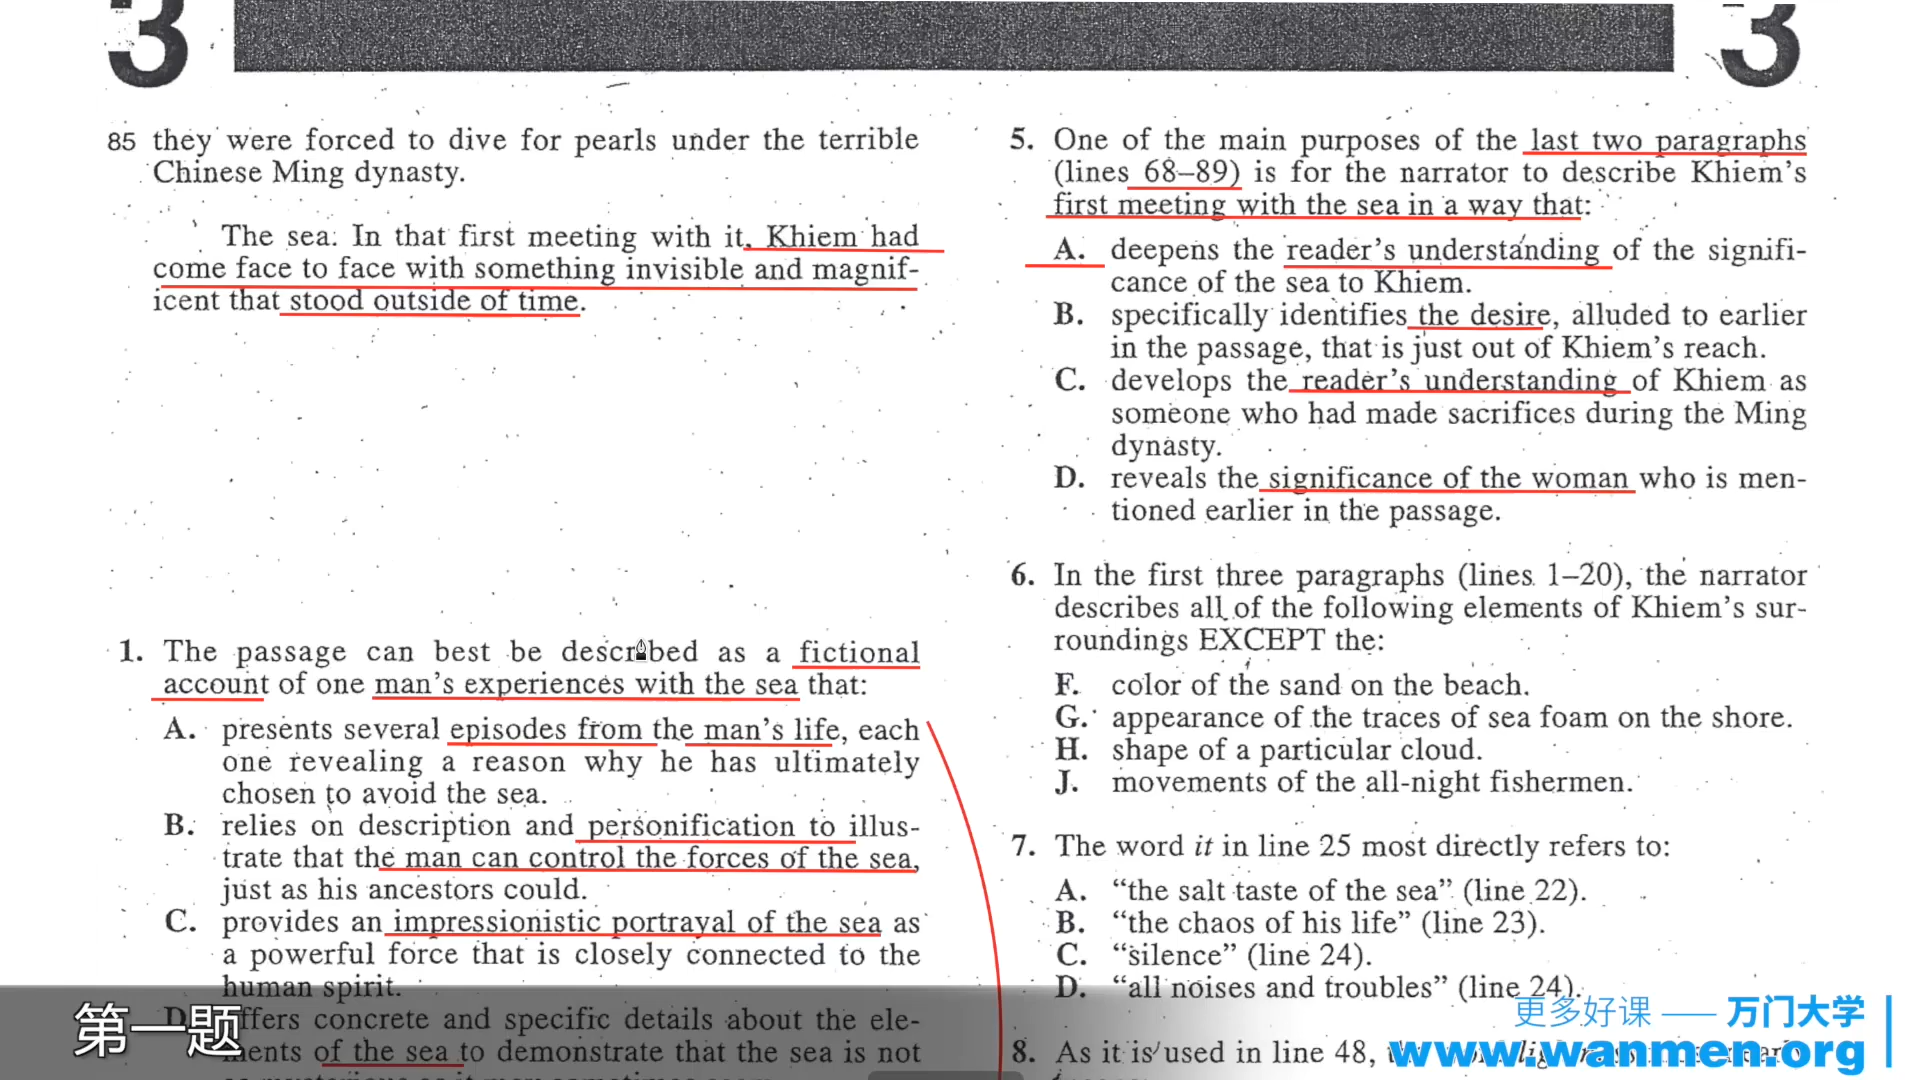 3
3
85 they were forced to dive for pearls under the terrible
Chinese Ming dynasty.
The sea. In that first meeting with it, Khiem had
come face to face with something invisible and magnif-
icent that stood outside of time.
1. The passage can best be described as a fictional
account of one man's experiences with the sea that:
A. presents several episodes from the man's life, each
one revealing a reason why he has ultimately
chosen to avoid the sea.
B. relies on description and personification to illus-
trate that the man can control the forces of the sea,
just as his ancestors could.
C. provides an impressionistic portrayal of the sea as
a powerful force that is closely connected to the
human spirit.
concrete and specific details about the ele-
of the sea to demonstrate that the sea is not
5. One of the main purposes of the last two paragraphs
(lines 68–89) is for the narrator to describe Khiem's
first meeting with the sea in a way that:
A. deepens the reader's understanding of the signifi-
cance of the sea to Khiem.
B. specifically identifies the desire, alluded to earlier
in the passage, that is just out of Khiem's reach.
C. develops the reader's understanding of Khiem as
someone who had made sacrifices during the Ming
dynasty.
D. reveals the significance of the woman who is men-
tioned earlier in the passage.
6. In the first three paragraphs (lines 1–20), the narrator
describes all of the following elements of Khiem's sur-
roundings EXCEPT the:
F. color of the sand on the beach.
G. appearance of the traces of sea foam on the shore.
H. shape of a particular cloud.
J. movements of the all-night fishermen.
7. The word it in line 25 most directly refers to:
A. “the salt taste of the sea” (line 22).
B. “the chaos of his life” (line 23).
C. “silence” (line 24).
D. “all noises and troubles” (line 24).
8. As it is used in line 48,
第一题
更多好课 —— 万门大学
www.wanmen.org